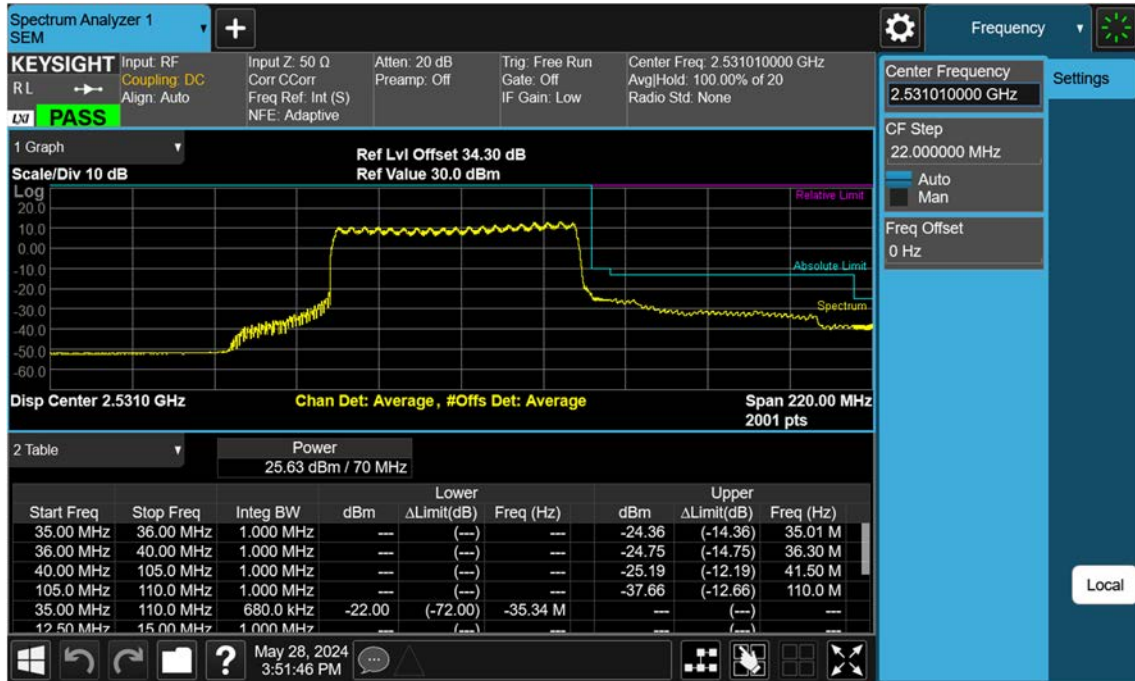 Spectrum Analyzer 1
SEM
+
Frequency
KEYSIGHT
RL
LXI
PASS
Input: RF
Coupling: DC
Align: Auto
Input Z: 50 Ω
Corr CCorr
Freq Ref: Int (S)
NFE: Adaptive
Atten: 20 dB
Preamp: Off
Trig: Free Run
Gate: Off
IF Gain: Low
Center Freq: 2.531010000 GHz
Avg|Hold: 100.00% of 20
Radio Std: None
Center Frequency
2.531010000 GHz
Settings
CF Step
22.000000 MHz
Auto
Man
Freq Offset
0 Hz
Local
1 Graph
Scale/Div 10 dB
Ref Lvl Offset 34.30 dB
Ref Value 30.0 dBm
Log
20.0
10.0
0.00
-10.0
-20.0
-30.0
-40.0
-50.0
-60.0
Relative Limit
Absolute Limit
Spectrum
Disp Center 2.5310 GHz
Chan Det: Average, #Offs Det: Average
Span 220.00 MHz
2001 pts
2 Table
Power
25.63 dBm / 70 MHz
Lower Upper
Start Freq Stop Freq Integ BW dBm ΔLimit(dB) Freq (Hz) dBm ΔLimit(dB) Freq (Hz)
35.00 MHz 36.00 MHz 1.000 MHz --- (---) --- -24.36 (-14.36) 35.01 M
36.00 MHz 40.00 MHz 1.000 MHz --- (---) --- -24.75 (-14.75) 36.30 M
40.00 MHz 105.0 MHz 1.000 MHz --- (---) --- -25.19 (-12.19) 41.50 M
105.0 MHz 110.0 MHz 1.000 MHz --- (---) --- -37.66 (-12.66) 110.0 M
35.00 MHz 110.0 MHz 680.0 kHz -22.00 (-72.00) -35.34 M --- (---) ---
12.50 MHz 15.00 MHz 1.000 MHz --- (---) --- --- (---) ---
?
May 28, 2024
3:51:46 PM